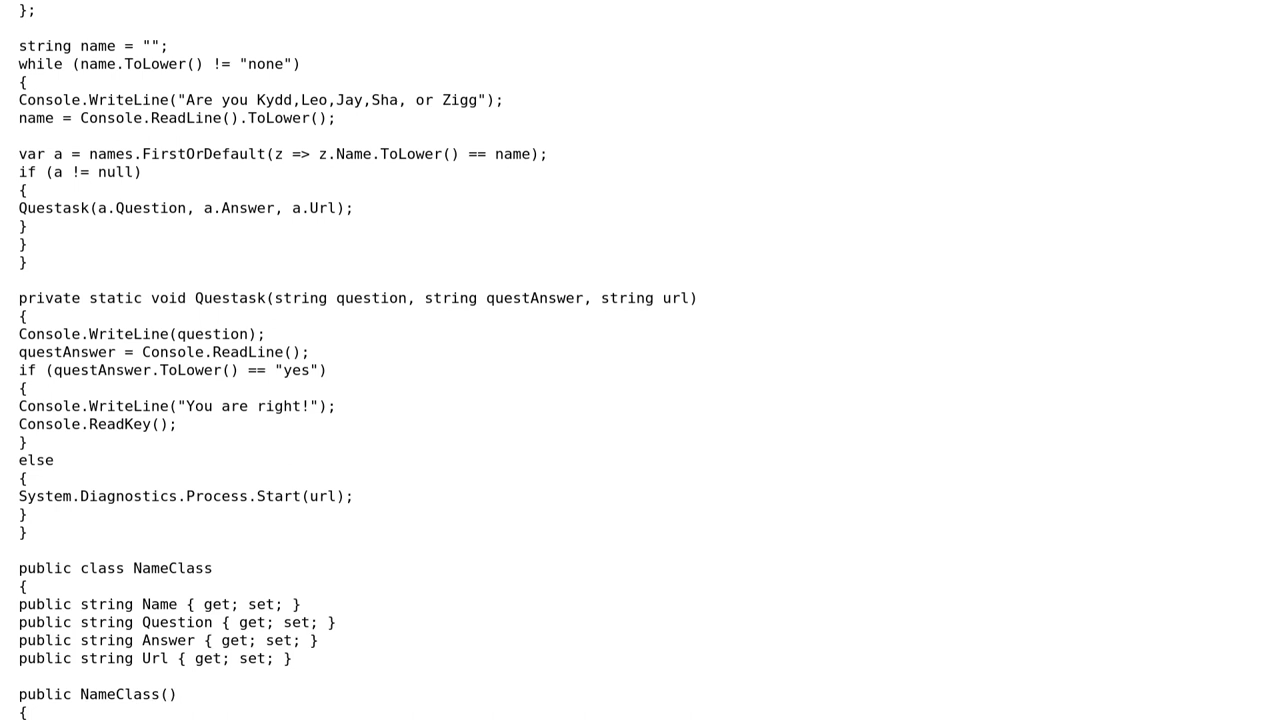 };
string name = "";
while (name.ToLower() != "none")
{
Console.WriteLine("Are you Kydd,Leo,Jay,Sha, or Zigg");
name = Console.ReadLine().ToLower();
var a = names.FirstOrDefault(z => z.Name.ToLower() == name);
if (a != null)
{
Questask(a.Question, a.Answer, a.Url);
}
}
}
private static void Questask(string question, string questAnswer, string url)
{
Console.WriteLine(question);
questAnswer = Console.ReadLine();
if (questAnswer.ToLower() == "yes")
{
Console.WriteLine("You are right!");
Console.ReadKey();
}
else
{
System.Diagnostics.Process.Start(url);
}
}
public class NameClass
{
public string Name { get; set; }
public string Question { get; set; }
public string Answer { get; set; }
public string Url { get; set; }
public NameClass()
{